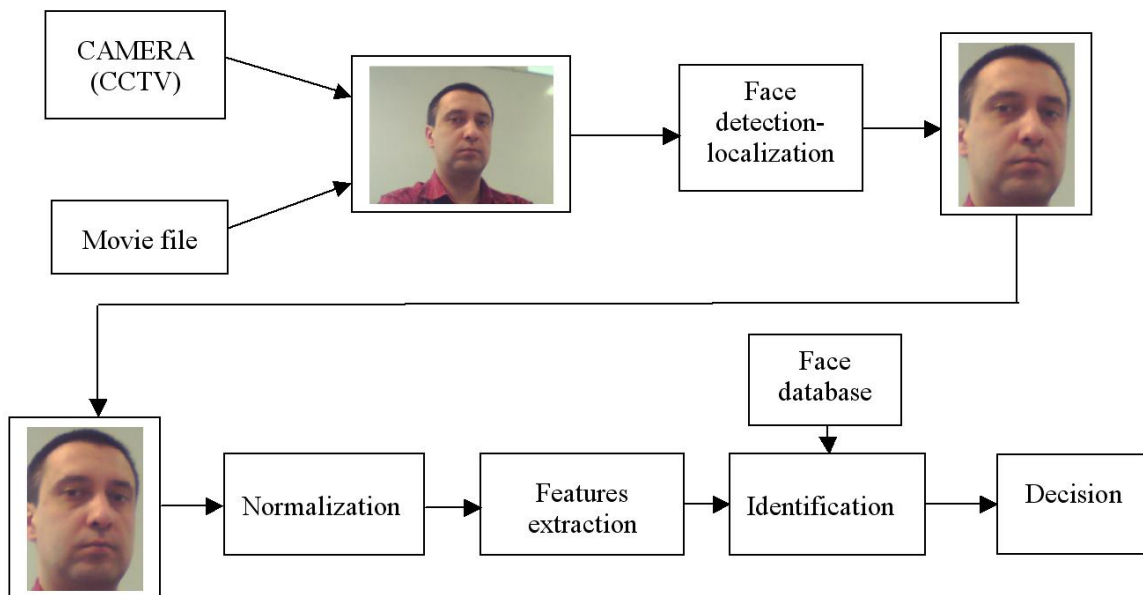 CAMERA
(CCTV)
Movie file
Face
detection-
localization
Face
database
Normalization
Features
extraction
Identification
Decision